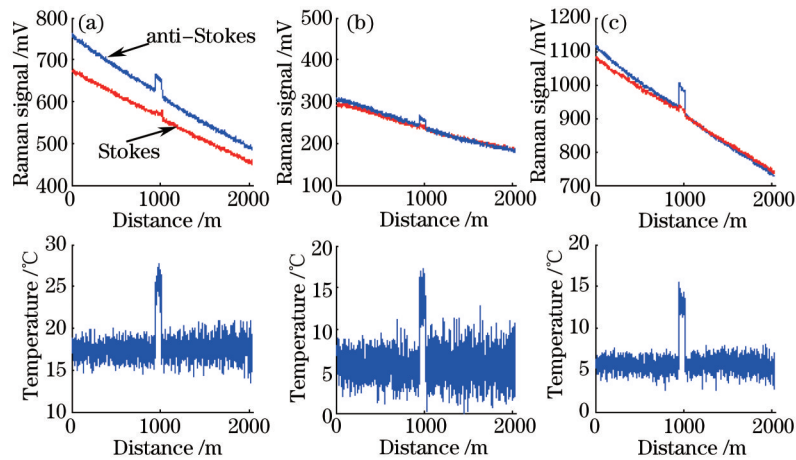 (a)
anti-Stokes
Stokes
Raman signal /mV
800
700
600
500
400
0
1000
2000
Distance /m
(b)
Raman signal /mV
500
400
300
200
100
0
1000
2000
Distance /m
(c)
Raman signal /mV
1100
1000
900
800
700
0
1000
2000
Distance /m
Temperature /℃
30
25
20
15
10
0
1000
2000
Distance /m
Temperature /℃
20
15
10
5
0
0
1000
2000
Distance /m
Temperature /℃
20
15
10
5
0
0
1000
2000
Distance /m